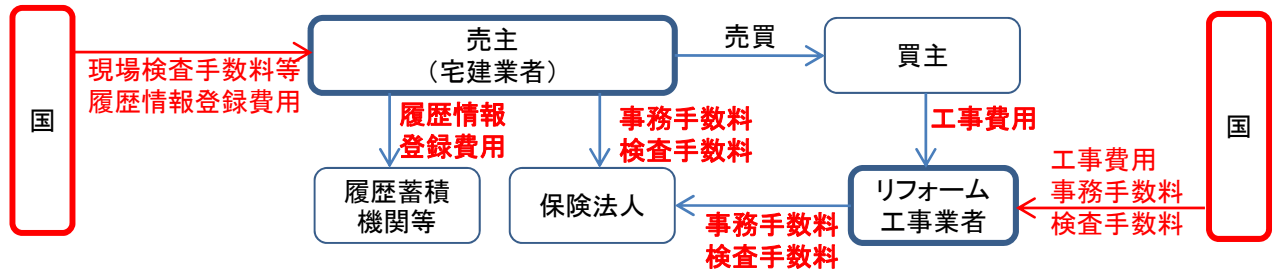 国
現場検査手数料等
履歴情報登録費用
売主
（宅建業者）
売買
買主
履歴情報
登録費用
事務手数料
検査手数料
工事費用
国
履歴蓄積
機関等
保険法人
事務手数料
検査手数料
リフォーム
工事業者
工事費用
事務手数料
検査手数料